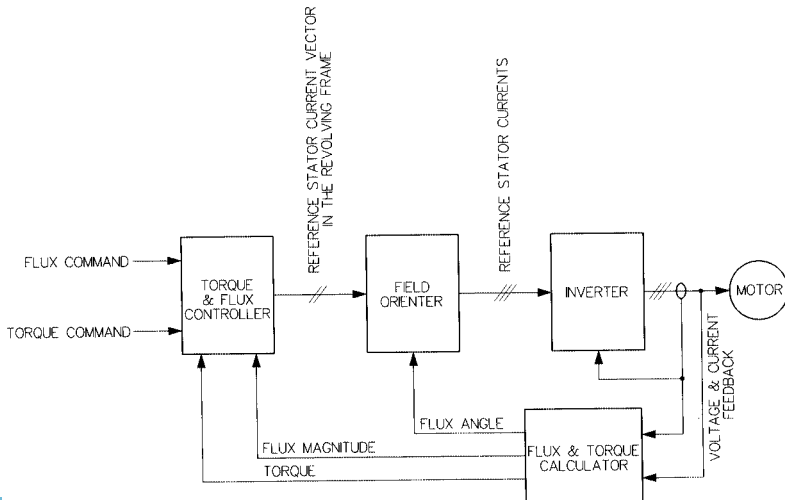 REFERENCE STATOR CURRENT VECTOR
IN THE REVOLVING FRAME
REFERENCE STATOR CURRENTS
FLUX COMMAND
TORQUE COMMAND
TORQUE
& FLUX
CONTROLLER
FIELD
ORIENTER
INVERTER
MOTOR
VOLTAGE & CURRENT
FEEDBACK
FLUX ANGLE
FLUX MAGNITUDE
TORQUE
FLUX & TORQUE
CALCULATOR